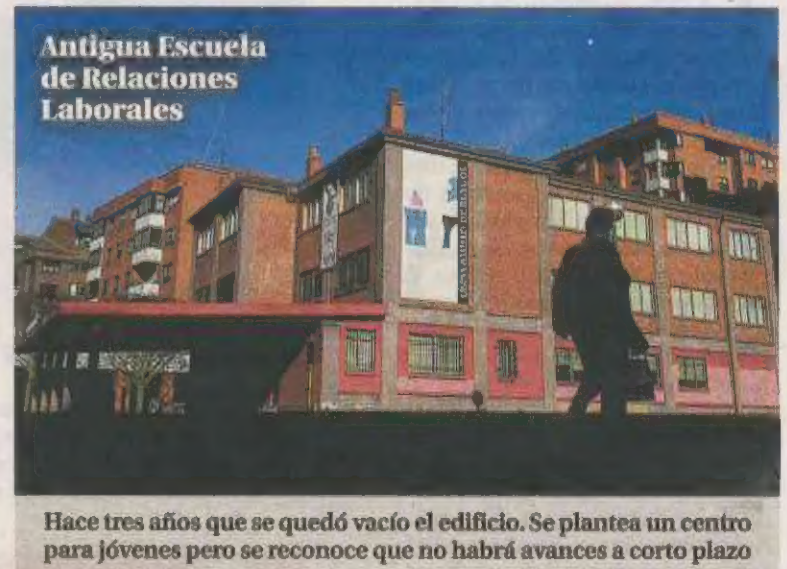 Antigua Escuela
de Relaciones
Laborales
Hace tres años que se quedó vacío el edificio. Se plantea un centro
para jóvenes pero se reconoce que no habrá avances a corto plazo